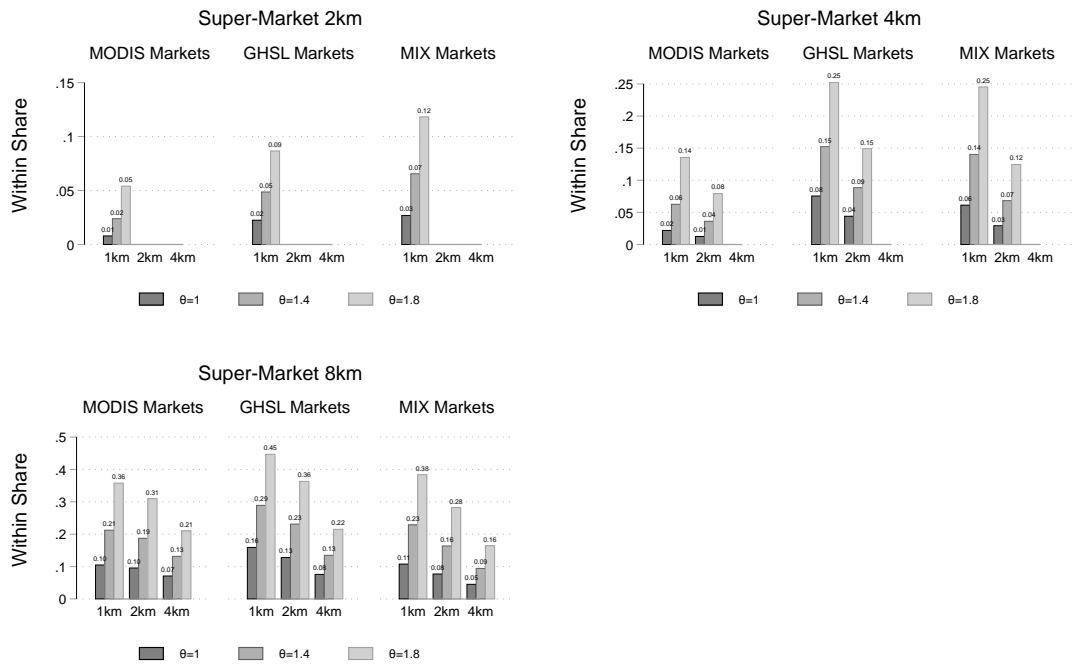 Super-Market 2km
MODIS Markets GHSL Markets MIX Markets
Within Share
.15
.1
.05
0
0.01 0.02 0.05
0.02 0.05 0.09
0.03 0.07 0.12
1km 2km 4km 1km 2km 4km 1km 2km 4km
θ=1 θ=1.4 θ=1.8
Super-Market 4km
MODIS Markets GHSL Markets MIX Markets
Within Share
.25
.2
.15
.1
.05
0
0.02 0.06 0.14 0.01 0.04 0.08
0.08 0.15 0.25 0.04 0.09 0.15
0.06 0.14 0.25 0.03 0.07 0.12
1km 2km 4km 1km 2km 4km 1km 2km 4km
θ=1 θ=1.4 θ=1.8
Super-Market 8km
MODIS Markets GHSL Markets MIX Markets
Within Share
.5
.4
.3
.2
.1
0
0.10 0.21 0.36 0.10 0.19 0.31 0.07 0.13 0.21
0.16 0.29 0.45 0.13 0.23 0.36 0.08 0.13 0.22
0.11 0.23 0.38 0.08 0.16 0.28 0.05 0.09 0.16
1km 2km 4km 1km 2km 4km 1km 2km 4km
θ=1 θ=1.4 θ=1.8